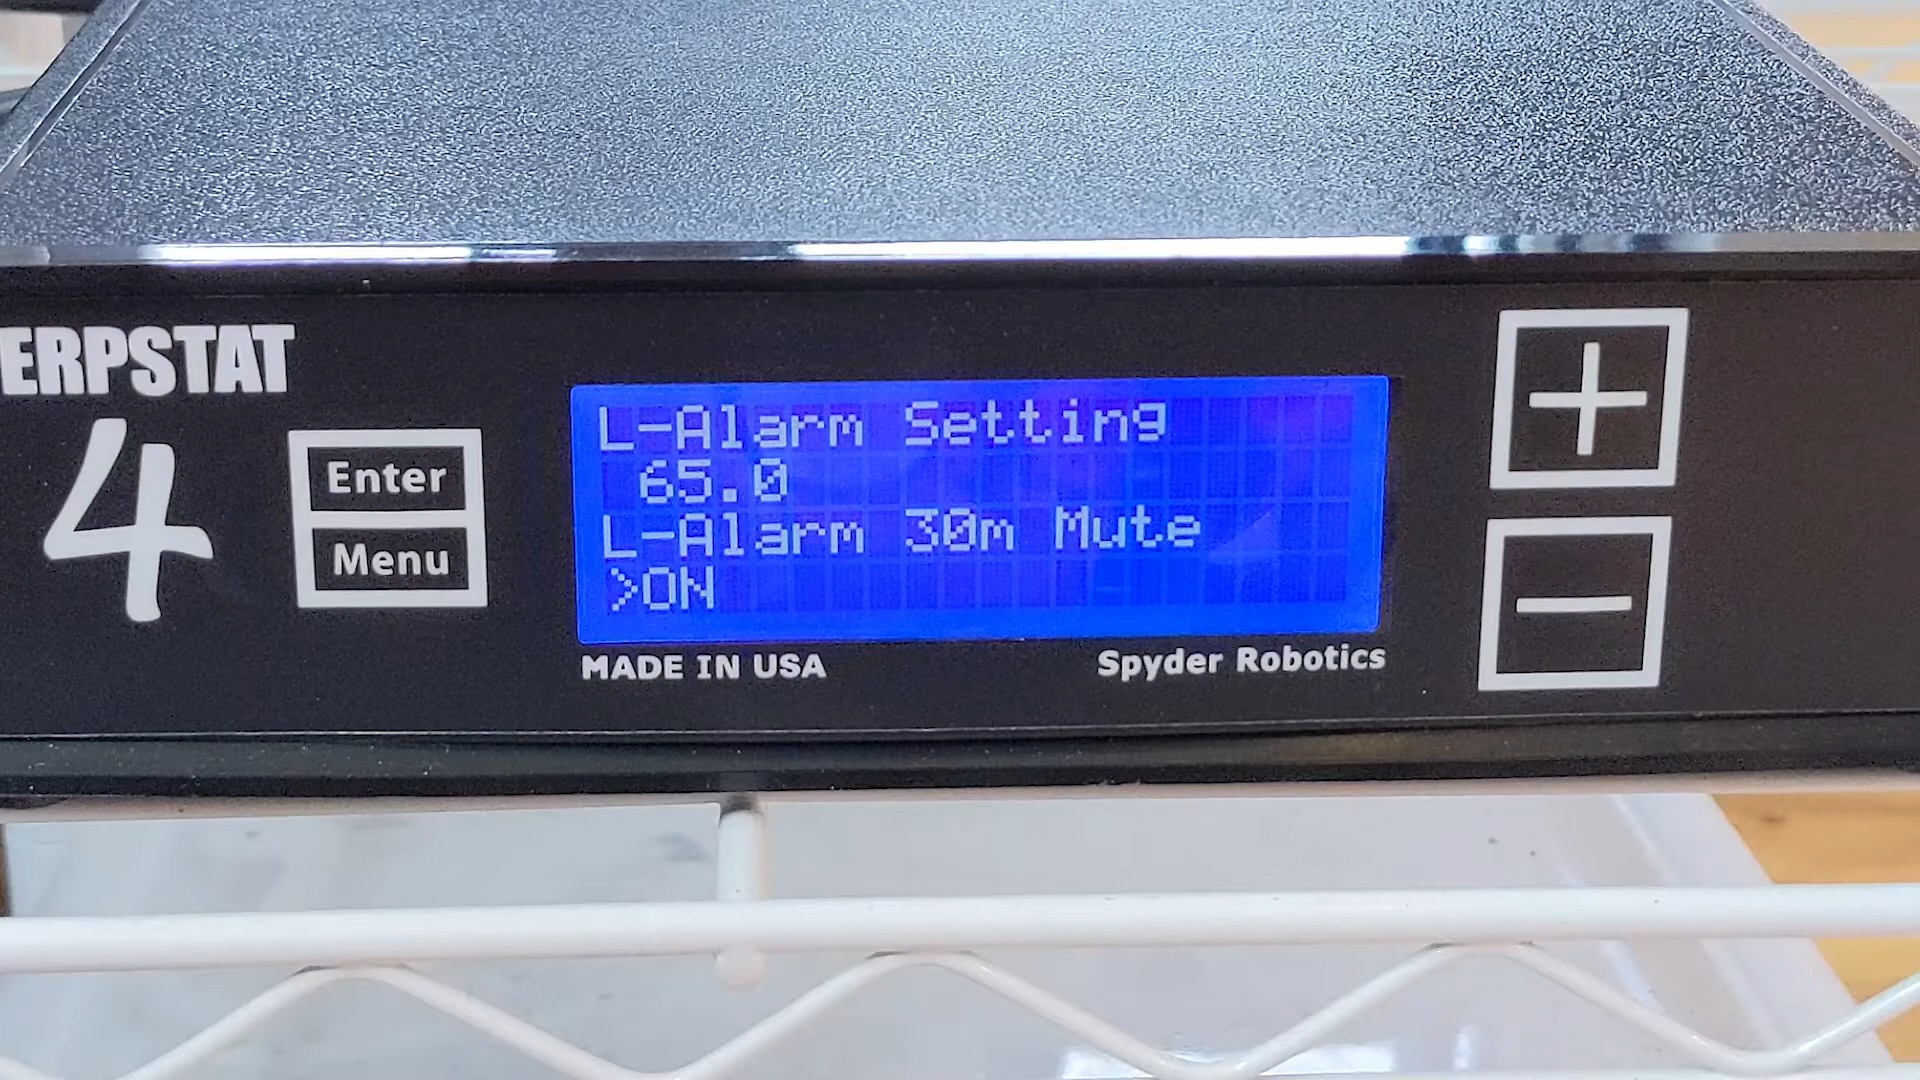 ERPSTAT
4
Enter
Menu
L-Alarm Setting
65.0
L-Alarm 30m Mute
>ON
MADE IN USA
Spyder Robotics
+
-